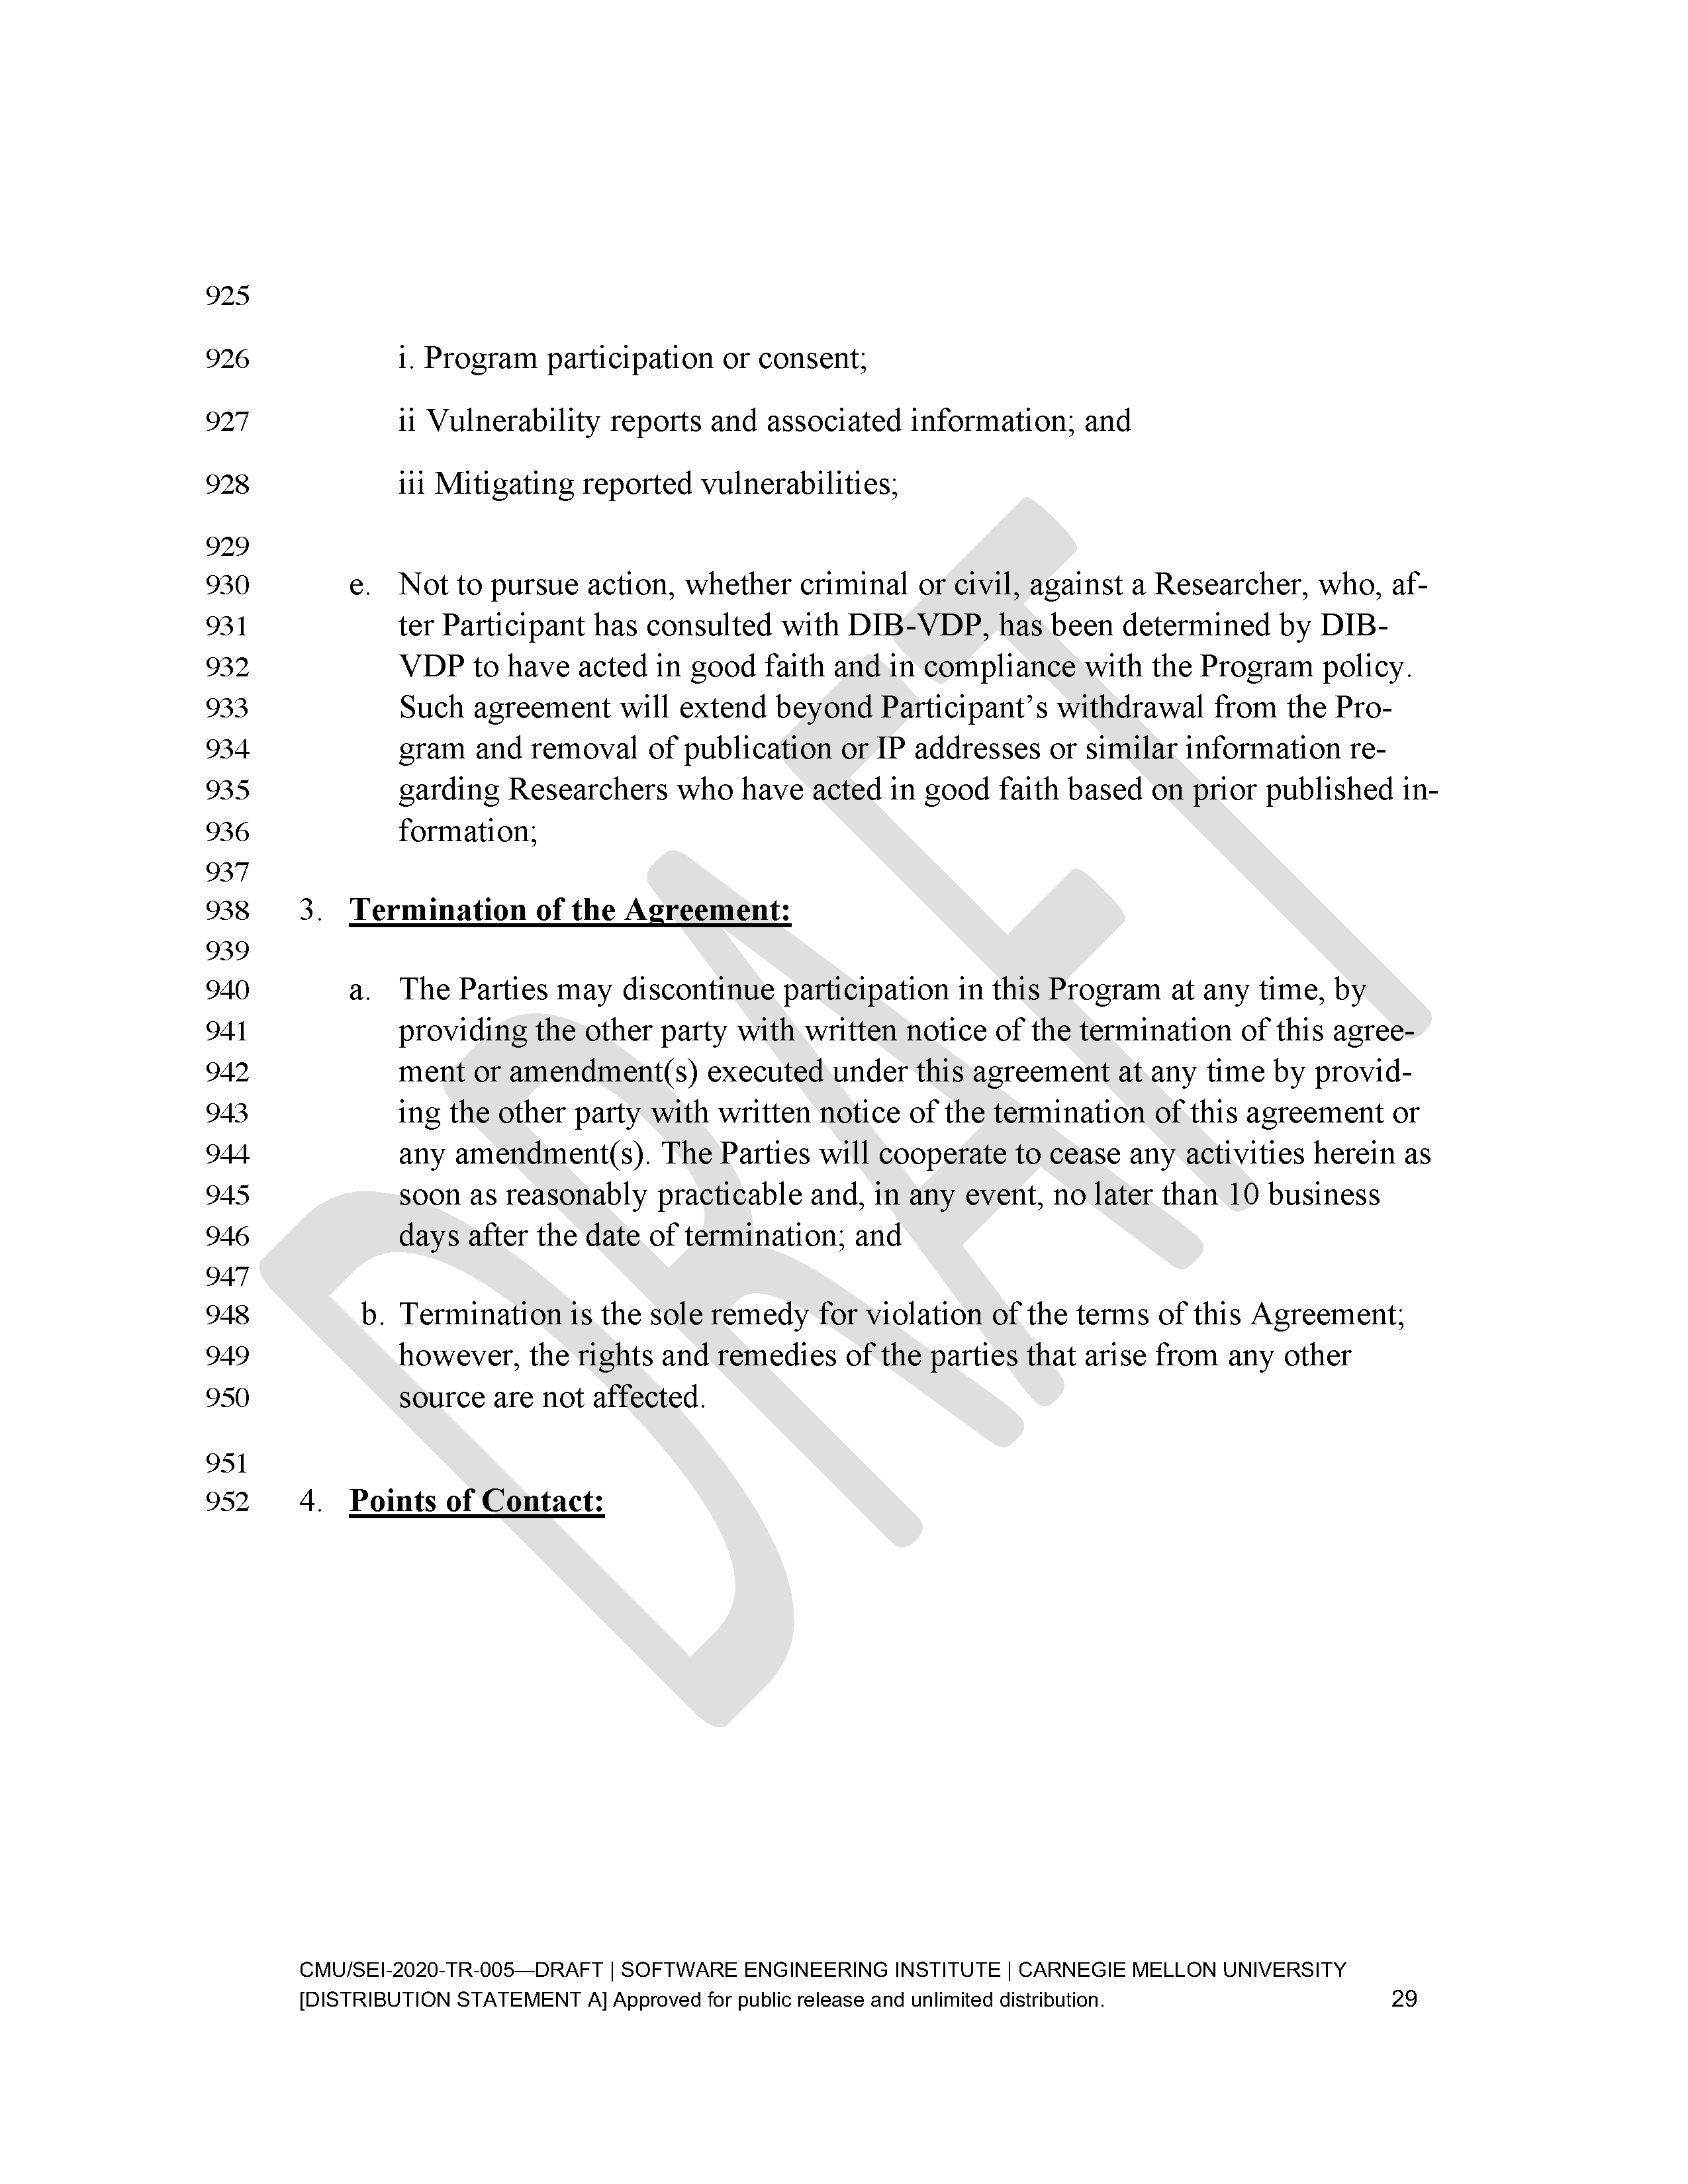 925
926 i. Program participation or consent;
927 ii Vulnerability reports and associated information; and
928 iii Mitigating reported vulnerabilities;
929
930 e. Not to pursue action, whether criminal or civil, against a Researcher, who, af-
931 ter Participant has consulted with DIB-VDP, has been determined by DIB-
932 VDP to have acted in good faith and in compliance with the Program policy.
933 Such agreement will extend beyond Participant’s withdrawal from the Pro-
934 gram and removal of publication or IP addresses or similar information re-
935 garding Researchers who have acted in good faith based on prior published in-
936 formation;
937
938 3. Termination of the Agreement:
939
940 a. The Parties may discontinue participation in this Program at any time, by
941 providing the other party with written notice of the termination of this agree-
942 ment or amendment(s) executed under this agreement at any time by provid-
943 ing the other party with written notice of the termination of this agreement or
944 any amendment(s). The Parties will cooperate to cease any activities herein as
945 soon as reasonably practicable and, in any event, no later than 10 business
946 days after the date of termination; and
947
948 b. Termination is the sole remedy for violation of the terms of this Agreement;
949 however, the rights and remedies of the parties that arise from any other
950 source are not affected.
951
952 4. Points of Contact:
DRAFT
CMU/SEI-2020-TR-005—DRAFT | SOFTWARE ENGINEERING INSTITUTE | CARNEGIE MELLON UNIVERSITY
[DISTRIBUTION STATEMENT A] Approved for public release and unlimited distribution. 29